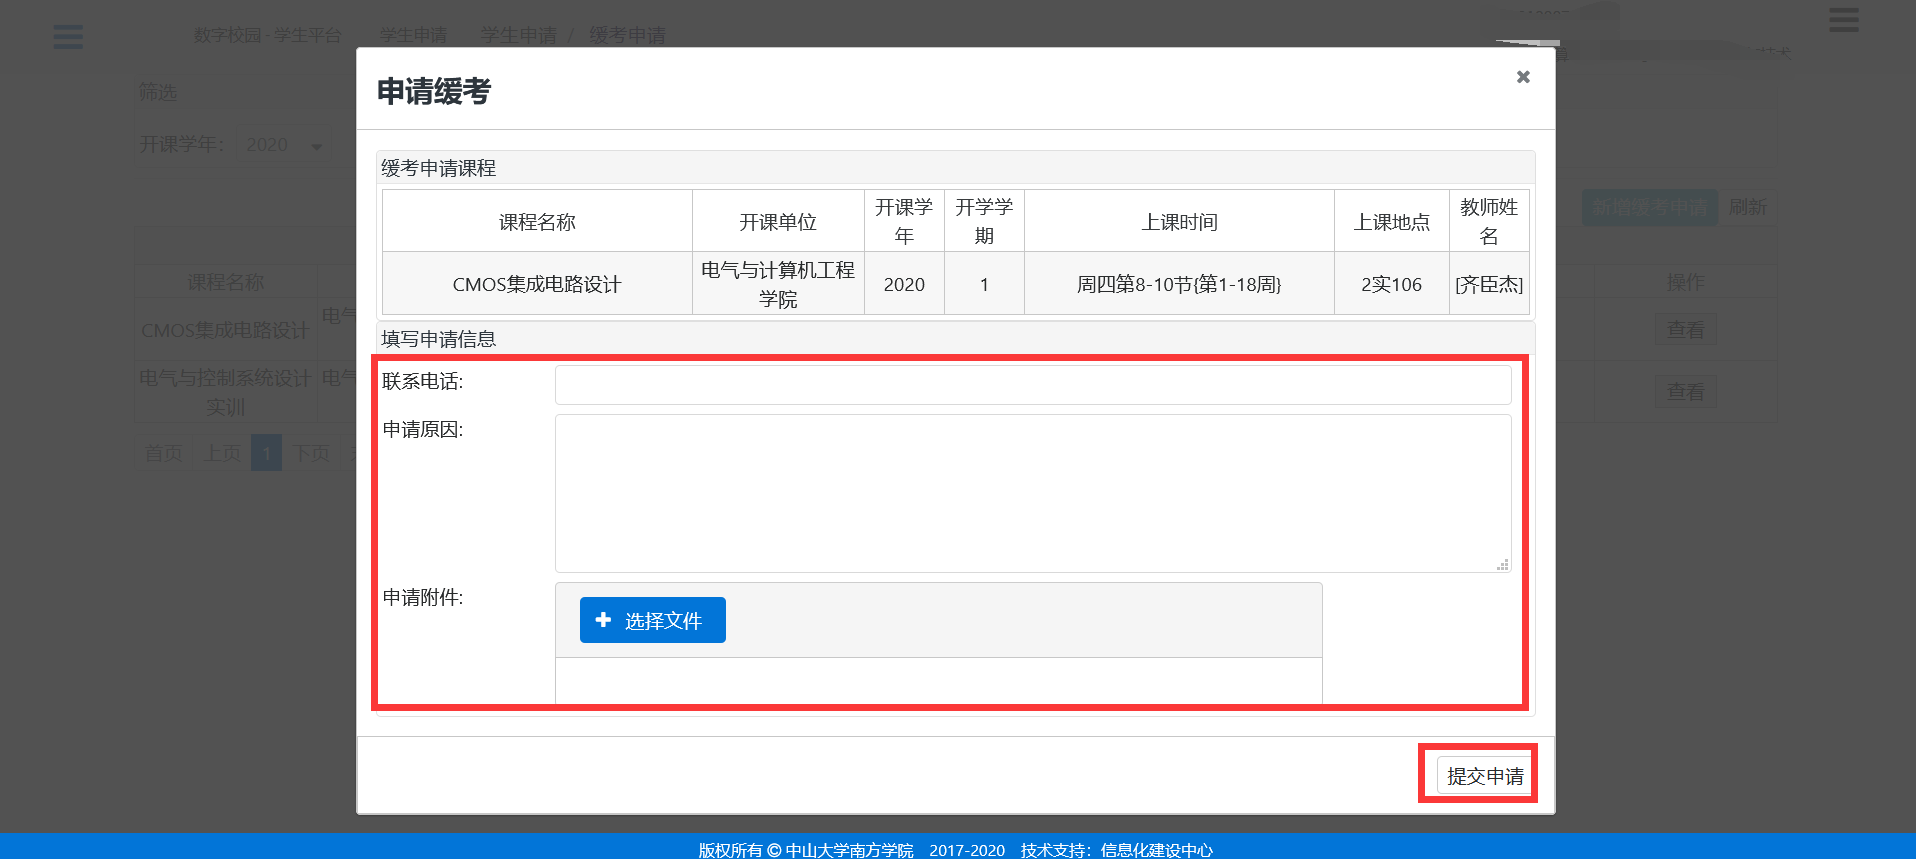 数字校园 - 学生平台 学生申请 学生申请 / 缓考申请
筛选
开课学年: 2020
新增缓考申请 刷新
课程名称 操作
CMOS集成电路设计 电气 查看
电气与控制系统设计 电气 查看
实训
首页 上页 1 下页
申请缓考
缓考申请课程
课程名称 开课单位 开课学年 开学学期 上课时间 上课地点 教师姓名
CMOS集成电路设计 电气与计算机工程学院 2020 1 周四第8-10节{第1-18周} 2实106 [齐臣杰]
填写申请信息
联系电话:
申请原因:
申请附件:
选择文件
提交申请
版权所有 © 中山大学南方学院 2017-2020 技术支持：信息化建设中心